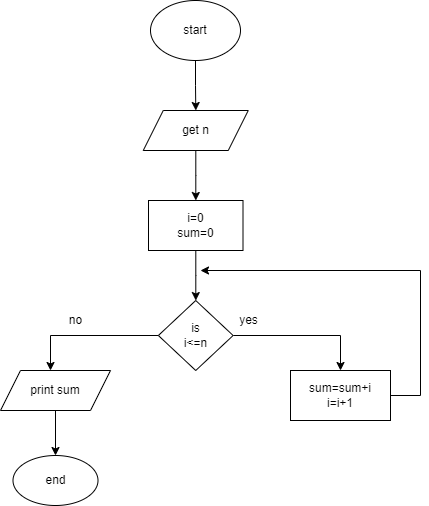 start
get n
i=0
sum=0
is
i<=n
no
yes
print sum
sum=sum+i
i=i+1
end